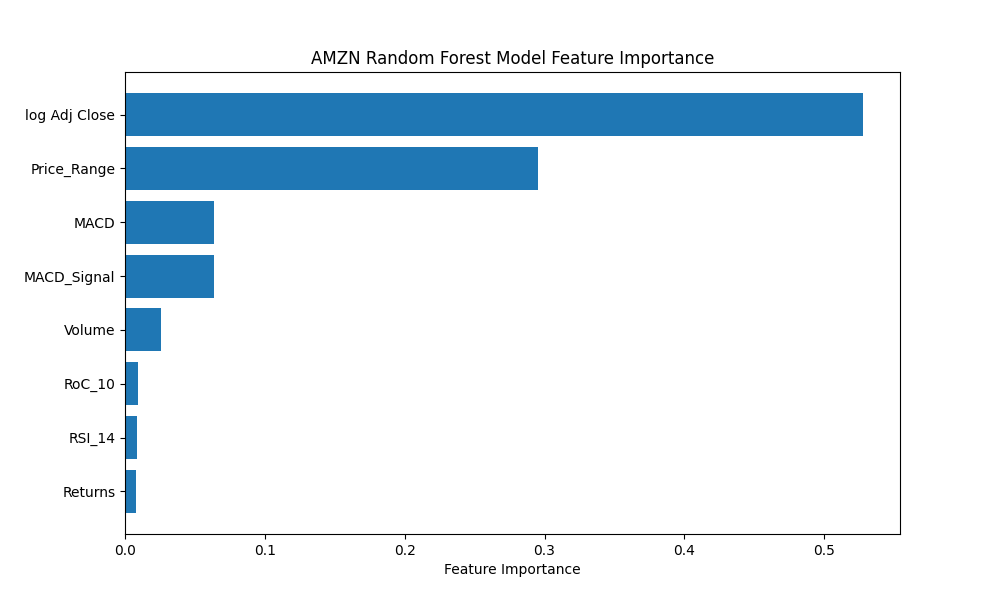 AMZN Random Forest Model Feature Importance
log Adj Close
Price_Range
MACD
MACD_Signal
Volume
RoC_10
RSI_14
Returns
0.0 0.1 0.2 0.3 0.4 0.5
Feature Importance